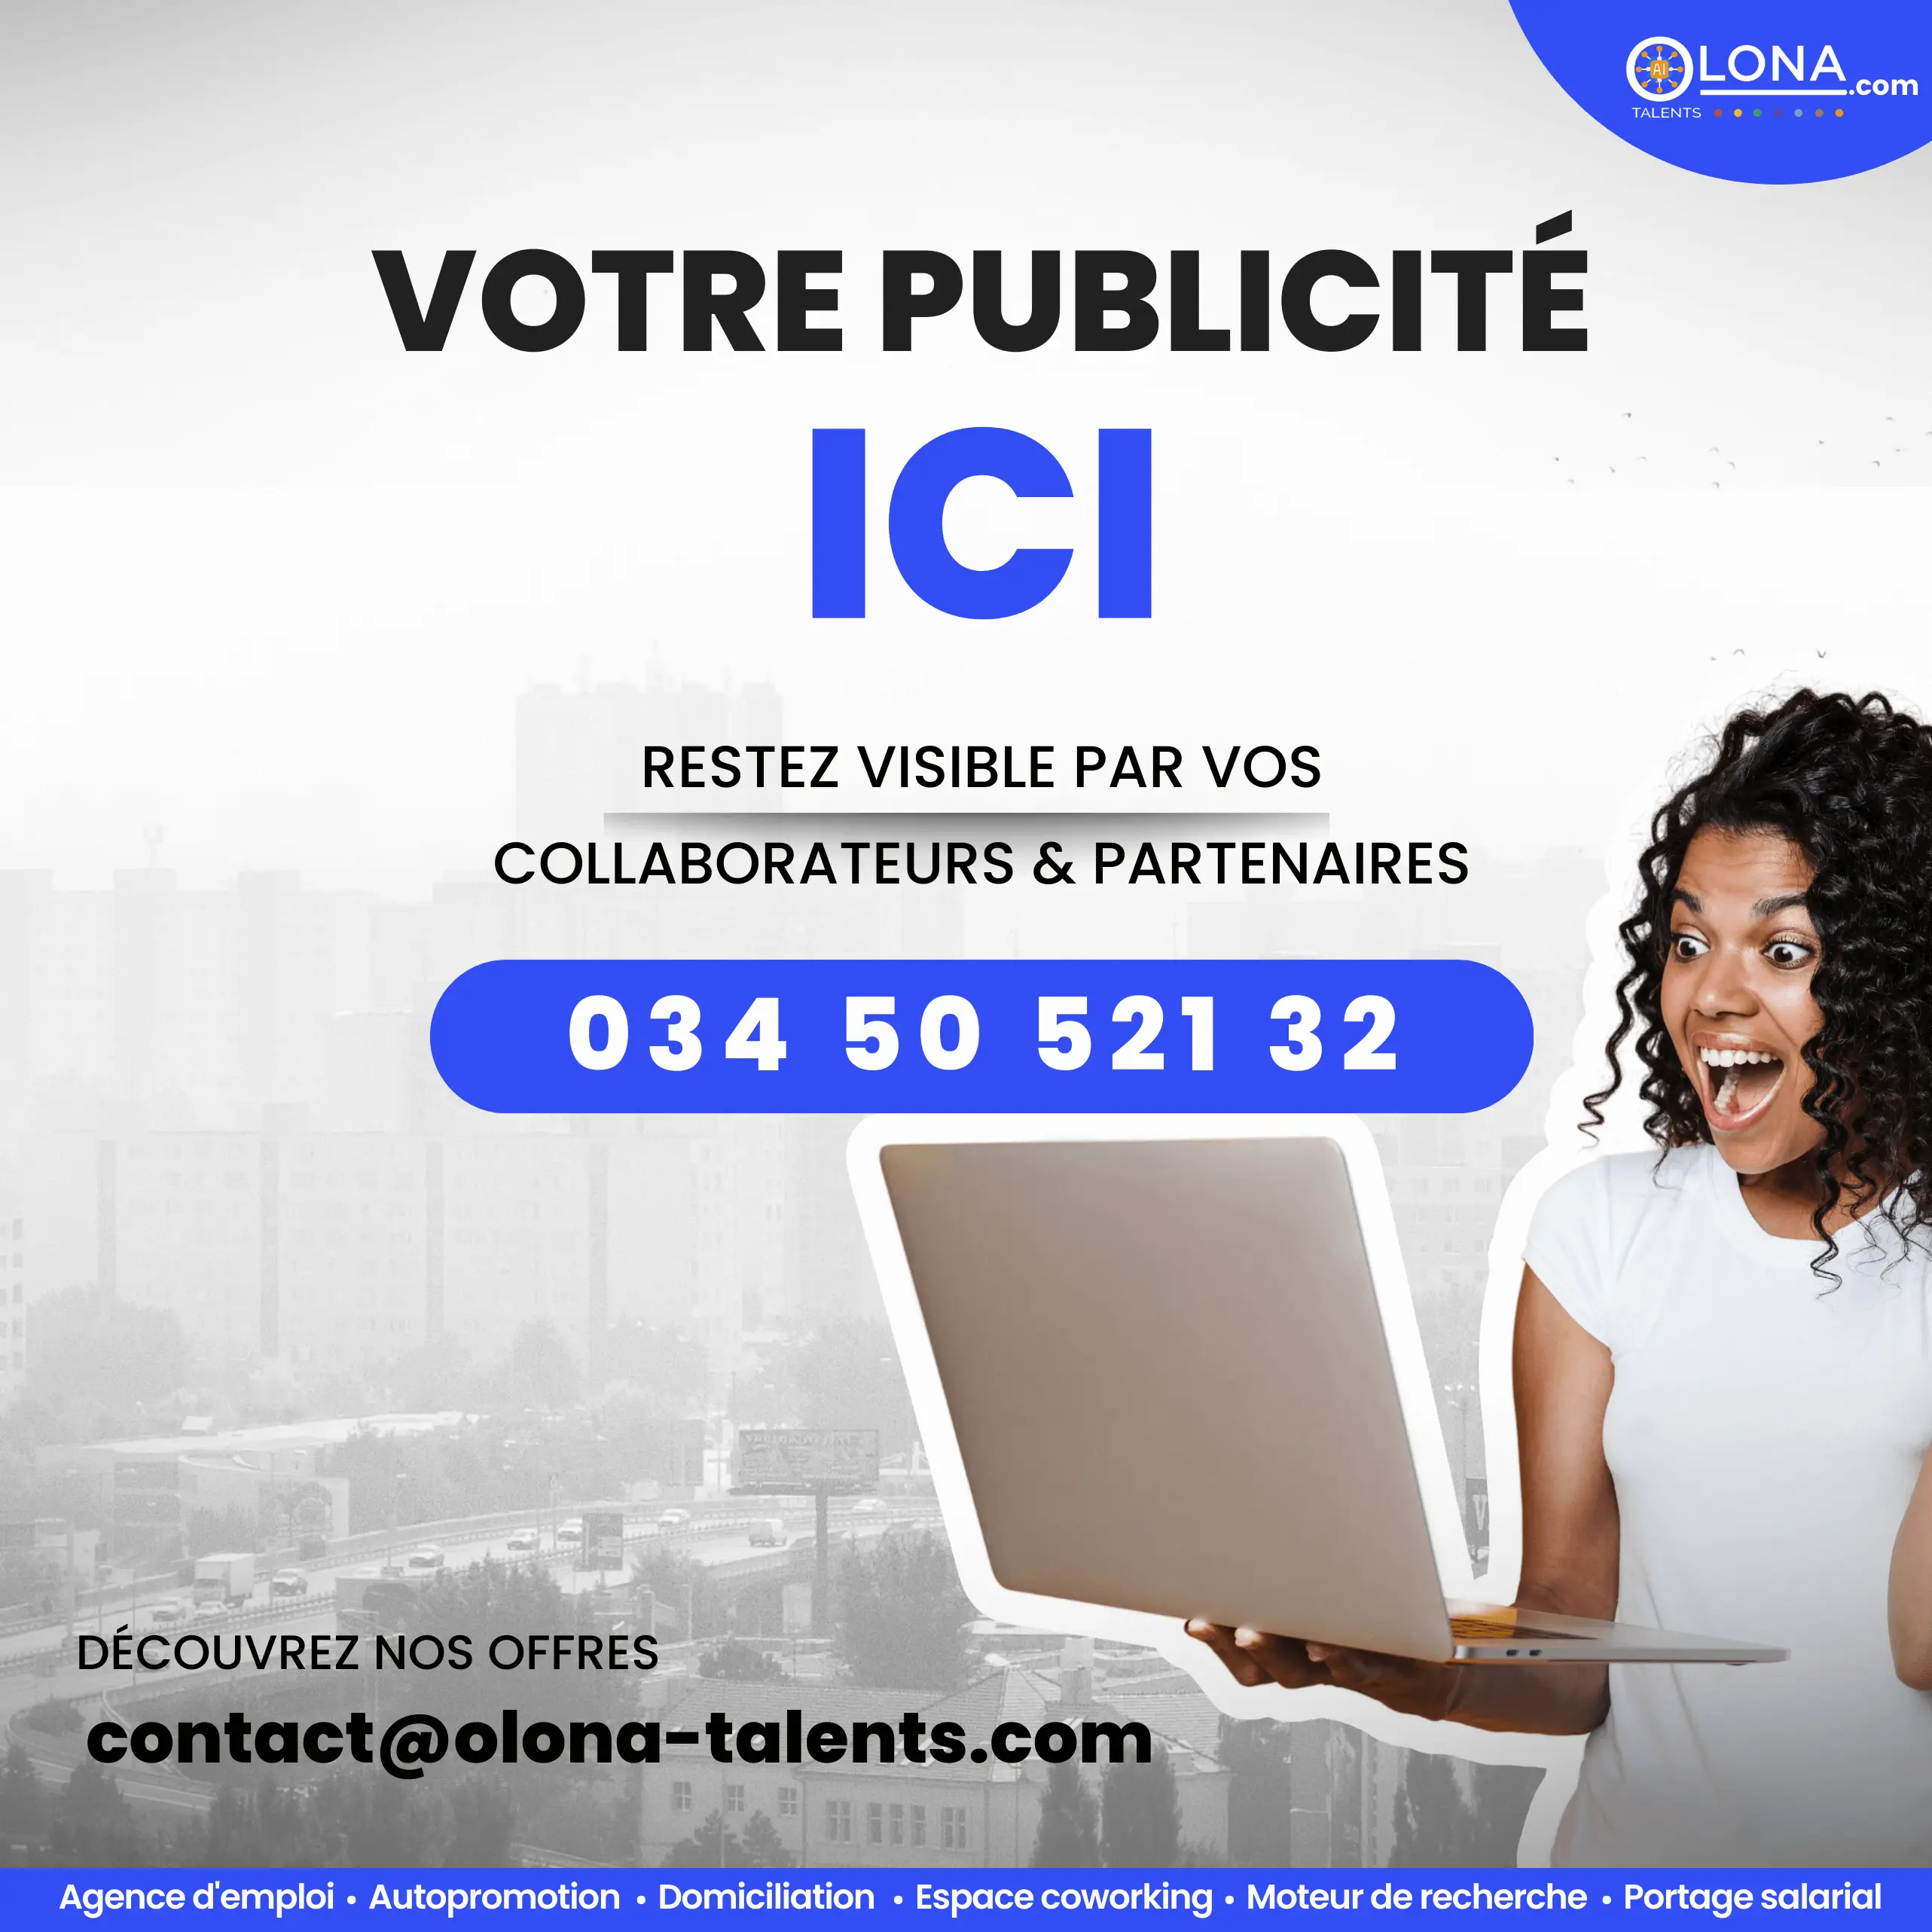 OLONA.com
TALENTS
VOTRE PUBLICITÉ
ICI
RESTEZ VISIBLE PAR VOS
COLLABORATEURS & PARTENAIRES
034 50 521 32
DÉCOUVREZ NOS OFFRES
contact@olona-talents.com
Agence d'emploi • Autopromotion • Domiciliation • Espace coworking • Moteur de recherche • Portage salarial